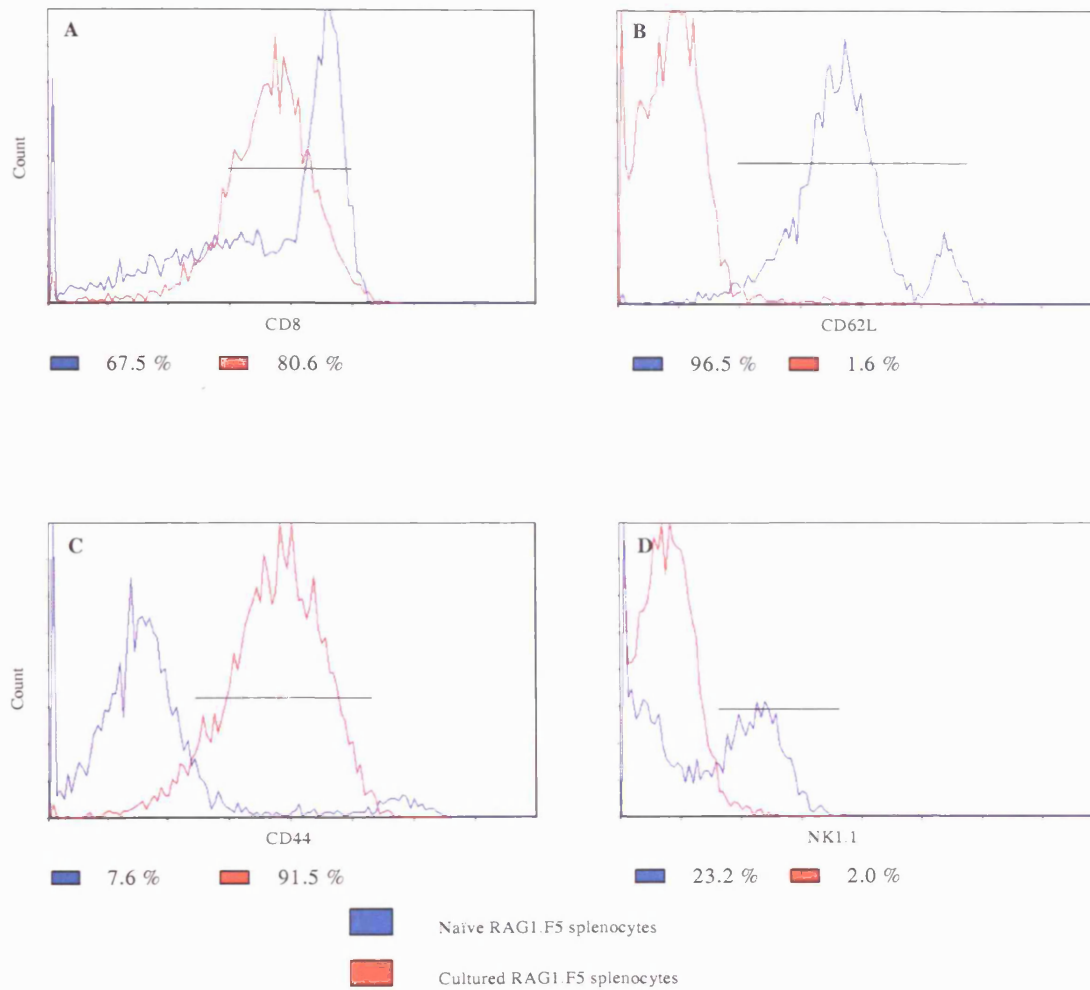 A
B
Count
CD8
CD62L
67.5 %
80.6 %
96.5 %
1.6 %
C
D
Count
CD44
NK1.1
7.6 %
91.5 %
23.2 %
2.0 %
Naïve RAG1.F5 splenocytes
Cultured RAG1.F5 splenocytes